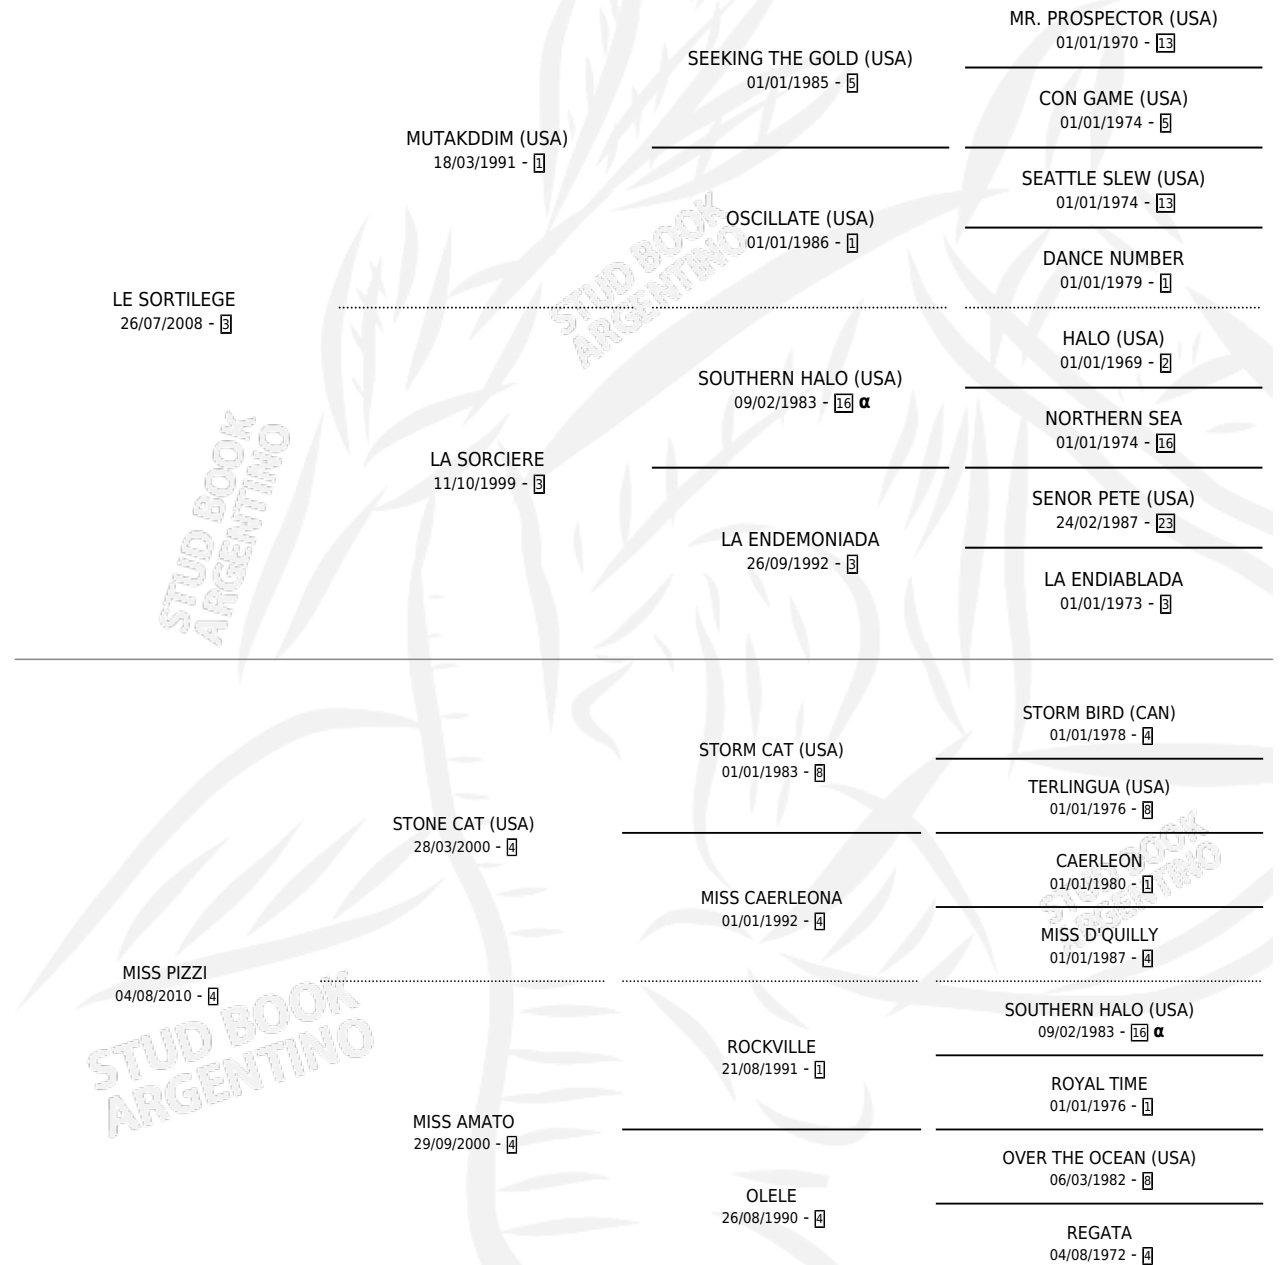 MR. PROSPECTOR (USA)
01/01/1970 - 13
SEEKING THE GOLD (USA)
01/01/1985 - 5
CON GAME (USA)
01/01/1974 - 5
MUTAKDDIM (USA)
18/03/1991 - 1
SEATTLE SLEW (USA)
01/01/1974 - 13
OSCILLATE (USA)
01/01/1986 - 1
DANCE NUMBER
01/01/1979 - 1
LE SORTILEGE
26/07/2008 - 3
HALO (USA)
01/01/1969 - 2
SOUTHERN HALO (USA)
09/02/1983 - 16 α
NORTHERN SEA
01/01/1974 - 16
LA SORCIERE
11/10/1999 - 3
SENOR PETE (USA)
24/02/1987 - 23
LA ENDEMONIADA
26/09/1992 - 3
LA ENDIABLADA
01/01/1973 - 3
STORM BIRD (CAN)
01/01/1978 - 4
STORM CAT (USA)
01/01/1983 - 8
TERLINGUA (USA)
01/01/1976 - 8
STONE CAT (USA)
28/03/2000 - 4
CAERLEON
01/01/1980 - 1
MISS CAERLEONA
01/01/1992 - 4
MISS D'QUILLY
01/01/1987 - 4
MISS PIZZI
04/08/2010 - 4
SOUTHERN HALO (USA)
09/02/1983 - 16 α
ROCKVILLE
21/08/1991 - 1
ROYAL TIME
01/01/1976 - 1
MISS AMATO
29/09/2000 - 4
OVER THE OCEAN (USA)
06/03/1982 - 8
OLELE
26/08/1990 - 4
REGATA
04/08/1972 - 4
STUD BOOK
ARGENTINO
STUD BOOK
ARGENTINO
STUD BOOK
ARGENTINO
STUD BOOK
ARGENTINO